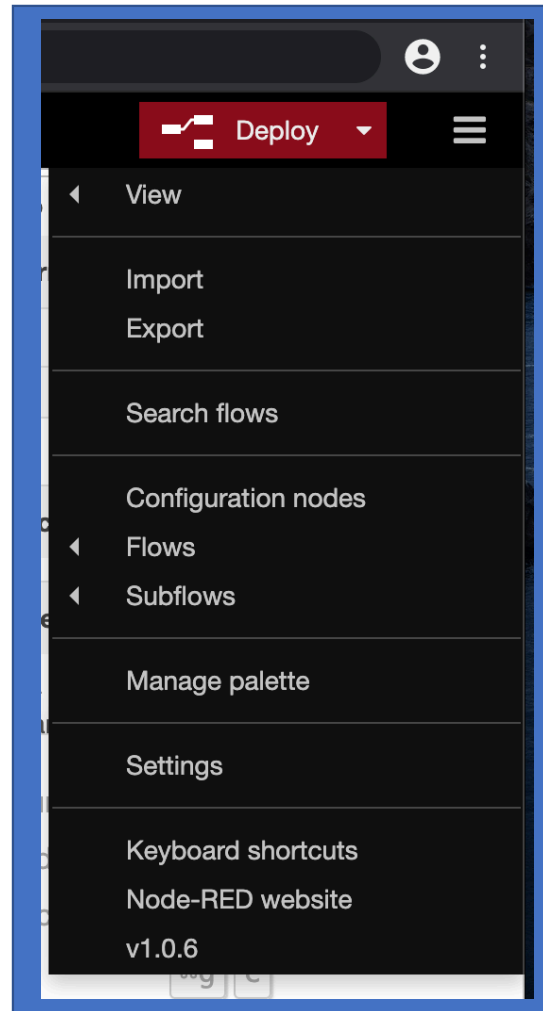 Deploy
View
Import
Export
Search flows
Configuration nodes
Flows
Subflows
Manage palette
Settings
Keyboard shortcuts
Node-RED website
v1.0.6